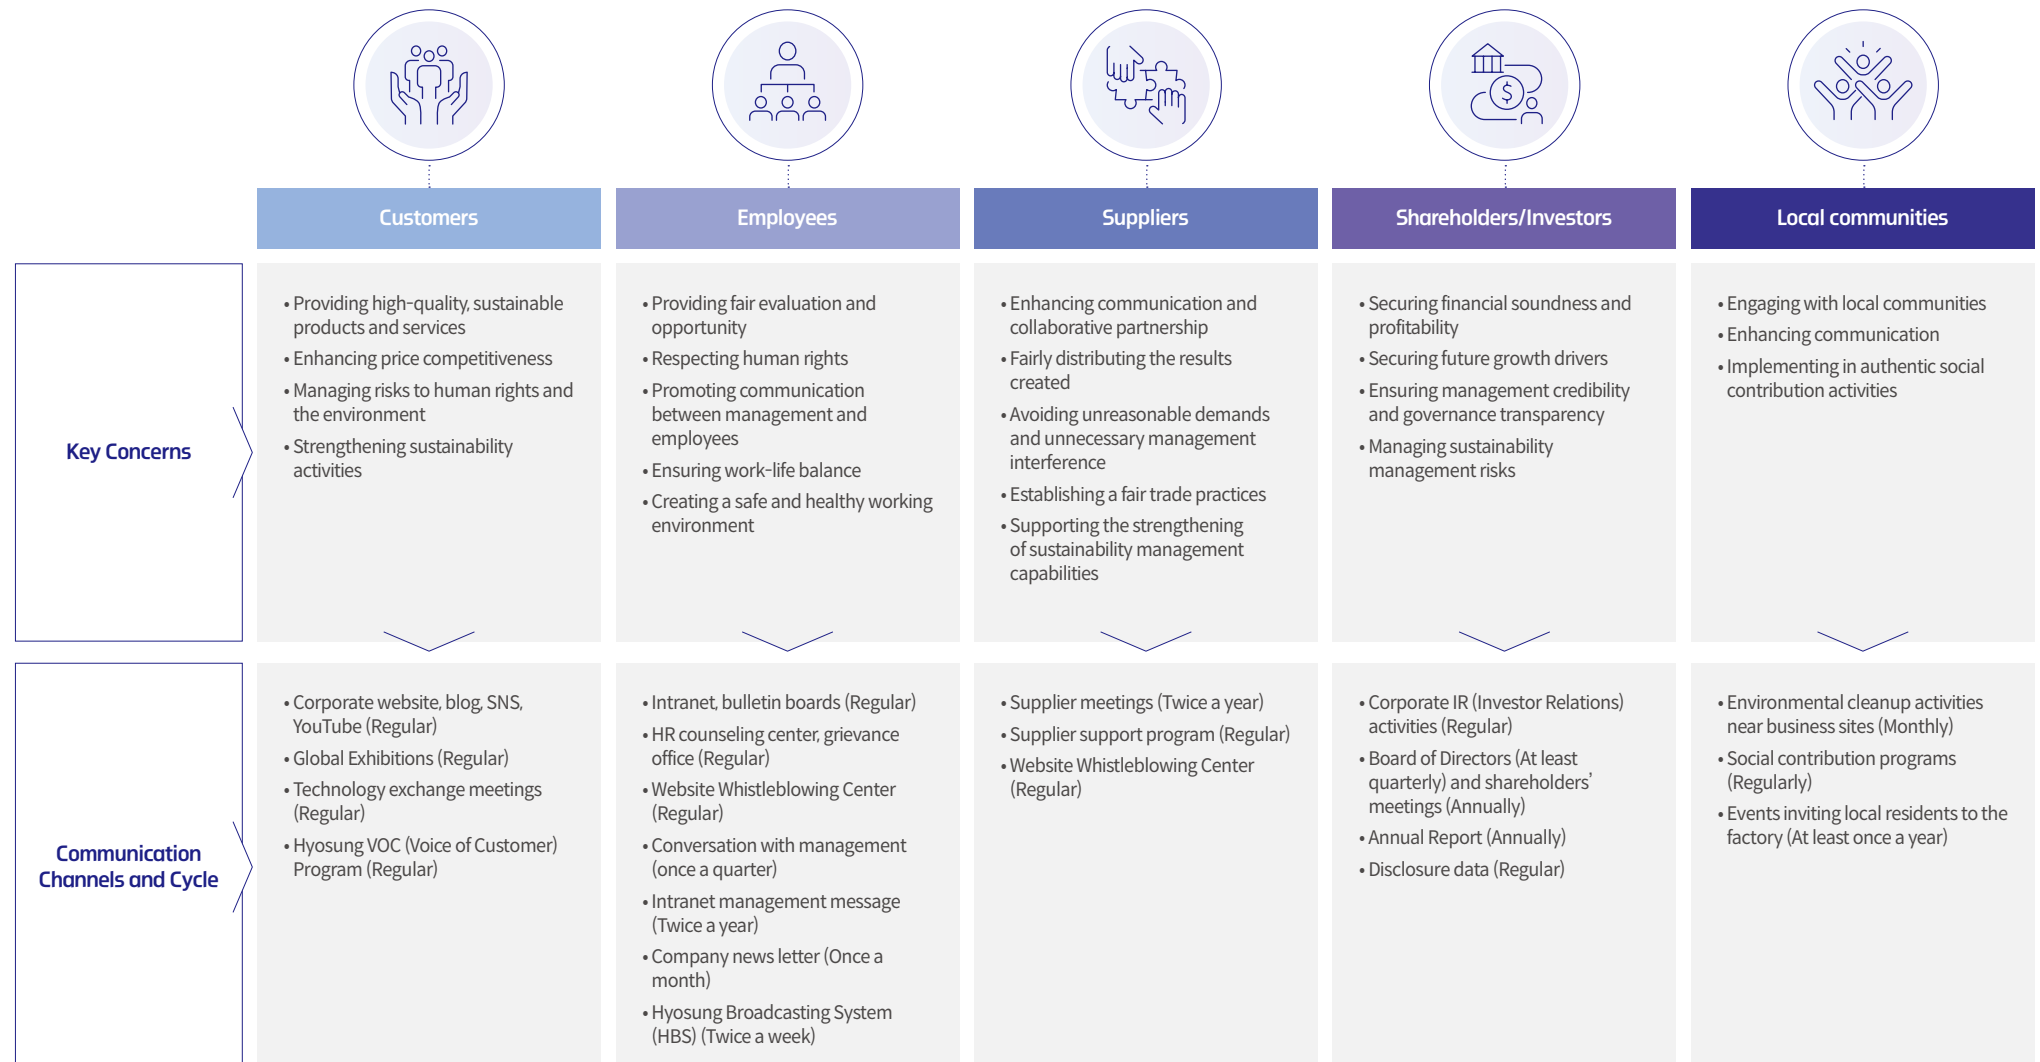 Customers
Employees
Suppliers
Shareholders/Investors
Local communities
Key Concerns
• Providing high-quality, sustainable
products and services
• Enhancing price competitiveness
• Managing risks to human rights and
the environment
• Strengthening sustainability
activities
• Providing fair evaluation and
opportunity
• Respecting human rights
• Promoting communication
between management and
employees
• Ensuring work-life balance
• Creating a safe and healthy working
environment
• Enhancing communication and
collaborative partnership
• Fairly distributing the results
created
• Avoiding unreasonable demands
and unnecessary management
interference
• Establishing a fair trade practices
• Supporting the strengthening
of sustainability management
capabilities
• Securing financial soundness and
profitability
• Securing future growth drivers
• Ensuring management credibility
and governance transparency
• Managing sustainability
management risks
• Engaging with local communities
• Enhancing communication
• Implementing in authentic social
contribution activities
Communication
Channels and Cycle
• Corporate website, blog, SNS,
YouTube (Regular)
• Global Exhibitions (Regular)
• Technology exchange meetings
(Regular)
• Hyosung VOC (Voice of Customer)
Program (Regular)
• Intranet, bulletin boards (Regular)
• HR counseling center, grievance
office (Regular)
• Website Whistleblowing Center
(Regular)
• Conversation with management
(once a quarter)
• Intranet management message
(Twice a year)
• Company news letter (Once a
month)
• Hyosung Broadcasting System
(HBS) (Twice a week)
• Supplier meetings (Twice a year)
• Supplier support program (Regular)
• Website Whistleblowing Center
(Regular)
• Corporate IR (Investor Relations)
activities (Regular)
• Board of Directors (At least
quarterly) and shareholders’
meetings (Annually)
• Annual Report (Annually)
• Disclosure data (Regular)
• Environmental cleanup activities
near business sites (Monthly)
• Social contribution programs
(Regularly)
• Events inviting local residents to the
factory (At least once a year)